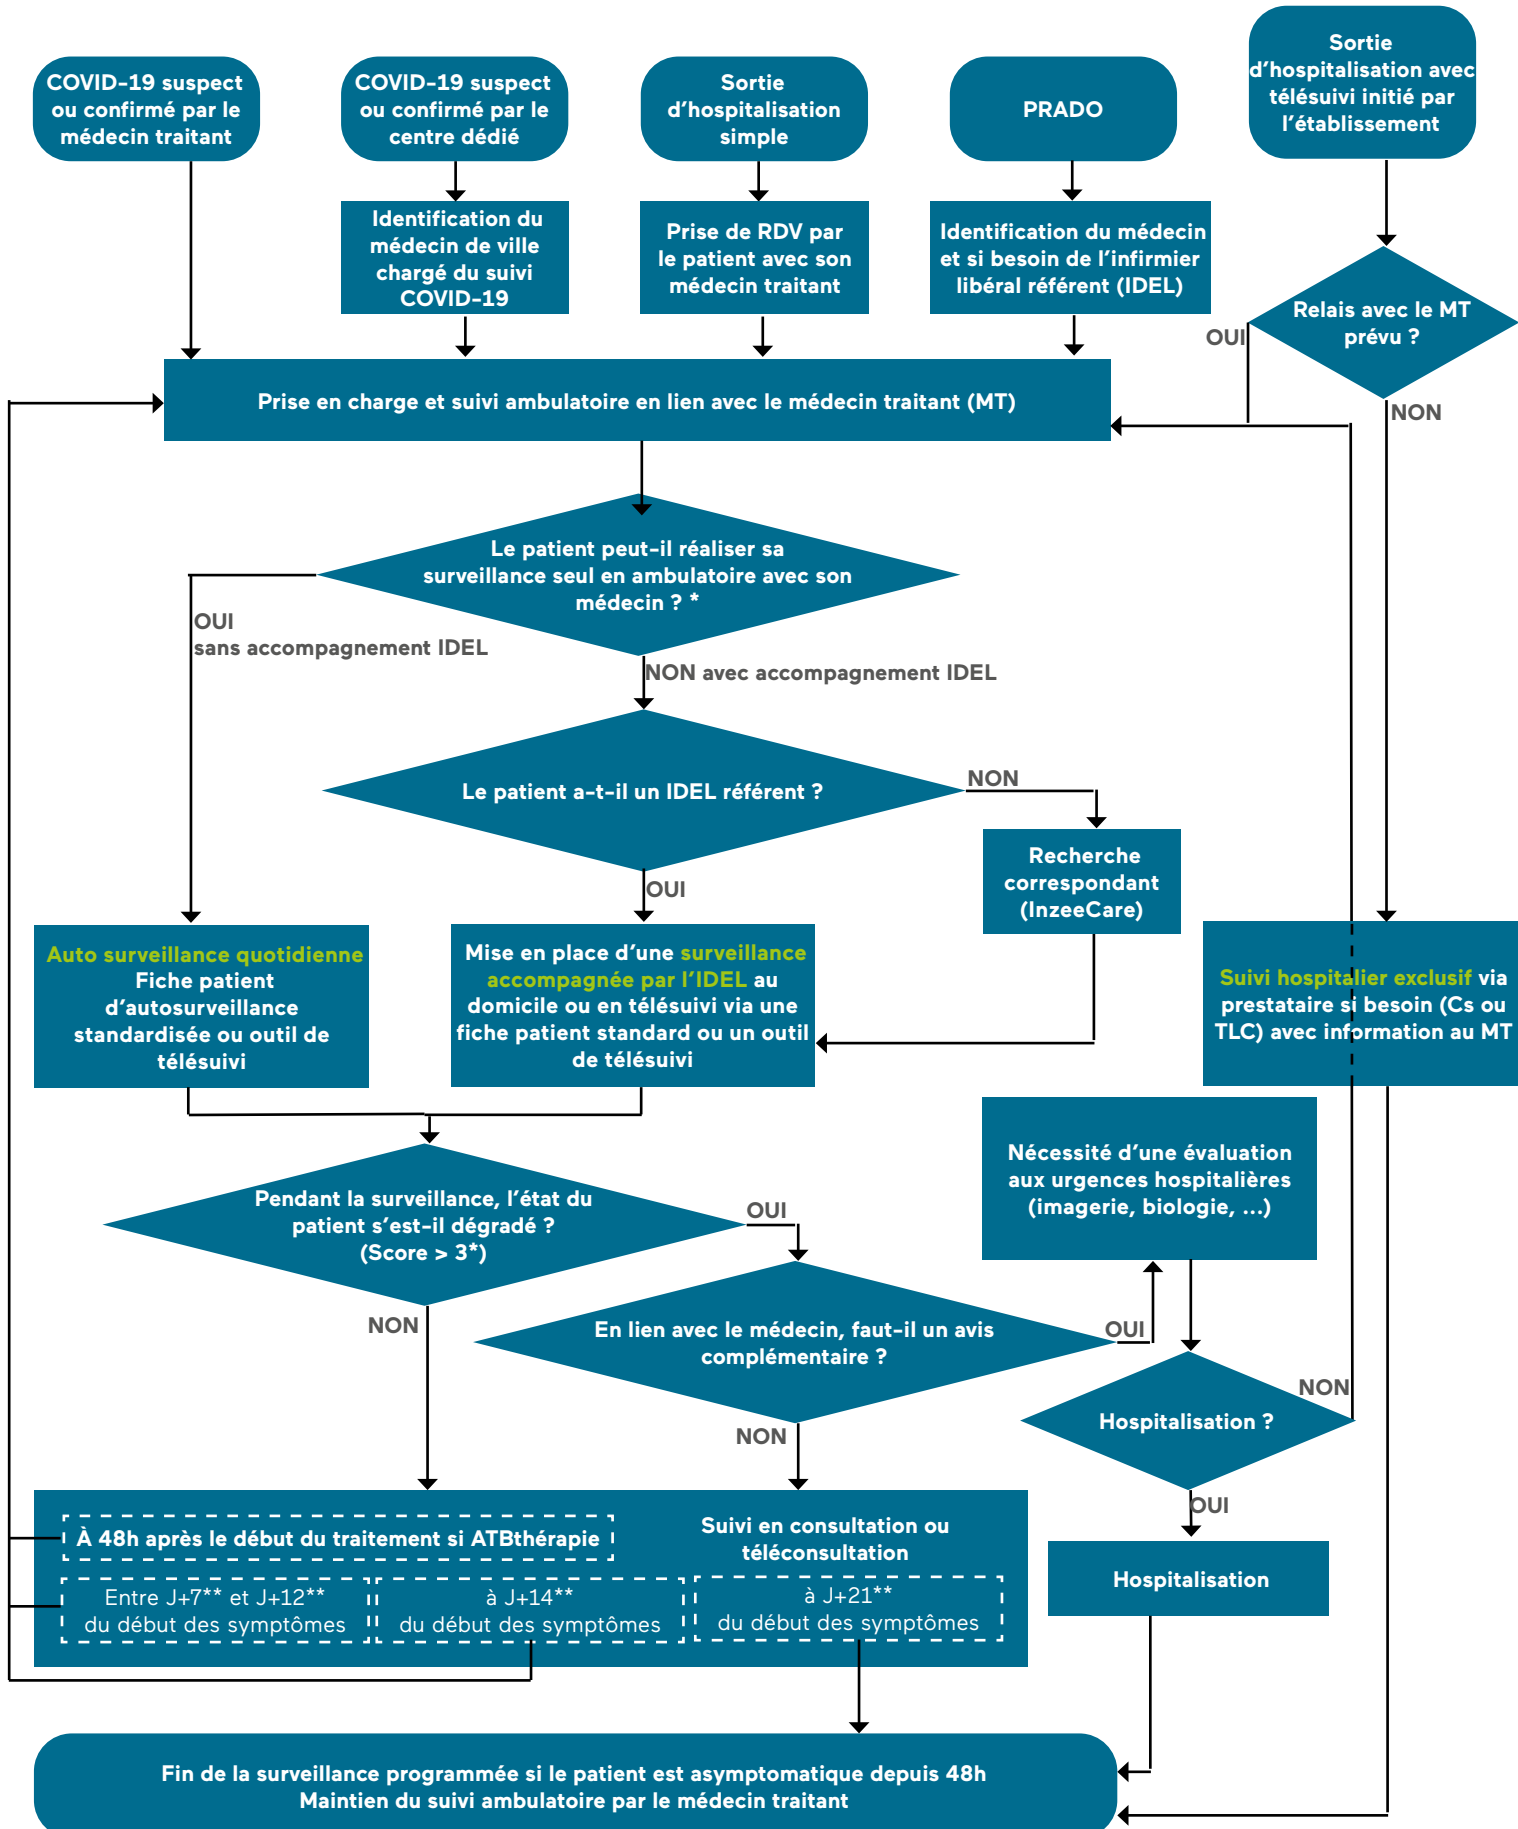 COVID-19 suspect
ou confirmé par le
médecin traitant
COVID-19 suspect
ou confirmé par le
centre dédié
Sortie
d’hospitalisation
simple
PRADO
Sortie
d’hospitalisation avec
télésuivi initié par
l’établissement
Identification du
médecin de ville
chargé du suivi
COVID-19
Prise de RDV par
le patient avec son
médecin traitant
Identification du médecin
et si besoin de l’infirmier
libéral référent (IDEL)
Relais avec le MT
prévu ?
OUI
NON
Prise en charge et suivi ambulatoire en lien avec le médecin traitant (MT)
Le patient peut-il réaliser sa
surveillance seul en ambulatoire avec son
médecin ? *
OUI
sans accompagnement IDEL
NON avec accompagnement IDEL
Le patient a-t-il un IDEL référent ?
NON
OUI
Recherche
correspondant
(InzeeCare)
Auto surveillance quotidienne
Fiche patient
d’autosurveillance
standardisée ou outil de
télésuivi
Mise en place d’une surveillance
accompagnée par l’IDEL au
domicile ou en télésuivi via une
fiche patient standard ou un outil
de télésuivi
Suivi hospitalier exclusif via
prestataire si besoin (Cs ou
TLC) avec information au MT
Nécessité d’une évaluation
aux urgences hospitalières
(imagerie, biologie, ...)
Pendant la surveillance, l’état du
patient s’est-il dégradé ?
(Score > 3*)
OUI
NON
En lien avec le médecin, faut-il un avis
complémentaire ?
OUI
NON
Hospitalisation ?
NON
OUI
À 48h après le début du traitement si ATBthérapie
Suivi en consultation ou
téléconsultation
Entre J+7** et J+12**
du début des symptômes
à J+14**
du début des symptômes
à J+21**
du début des symptômes
Hospitalisation
Fin de la surveillance programmée si le patient est asymptomatique depuis 48h
Maintien du suivi ambulatoire par le médecin traitant